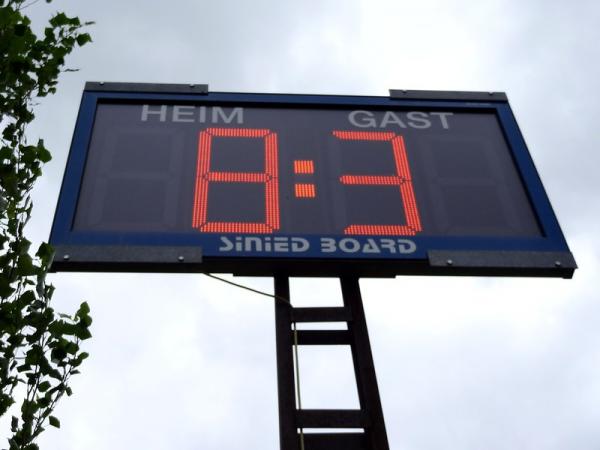 HEIM GAST
8:3
SiNiED BOARD